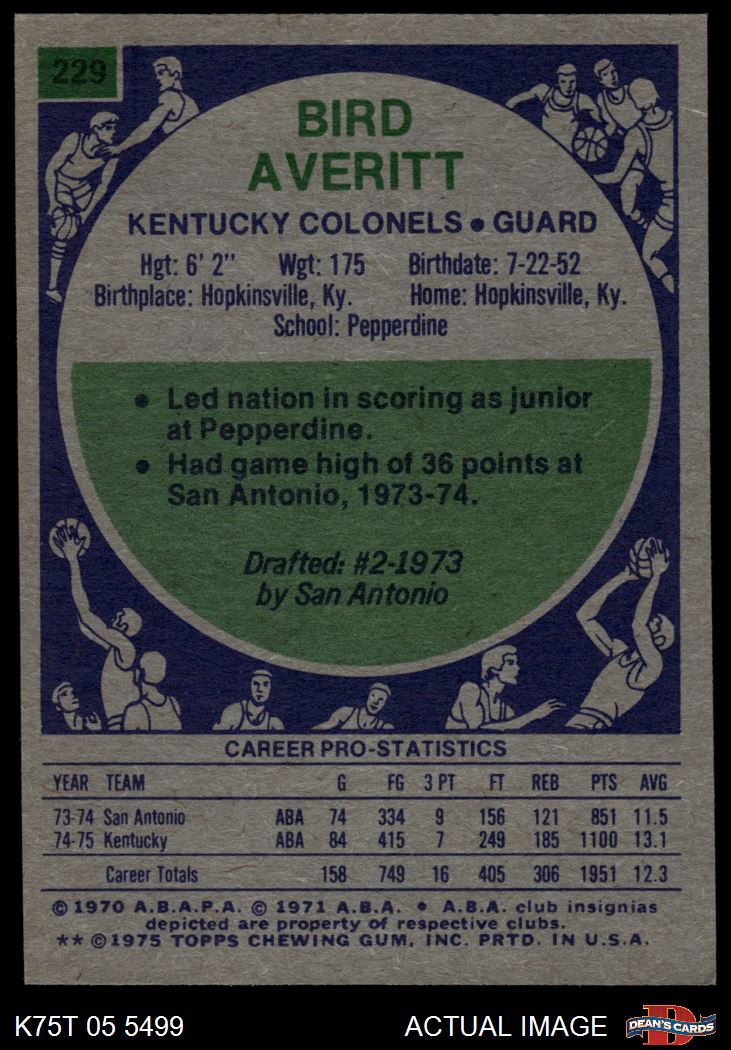 229
BIRD
AVERITT
KENTUCKY COLONELS • GUARD
Hgt: 6' 2" Wgt: 175 Birthdate: 7-22-52
Birthplace: Hopkinsville, Ky. Home: Hopkinsville, Ky.
School: Pepperdine
• Led nation in scoring as junior
at Pepperdine.
• Had game high of 36 points at
San Antonio, 1973-74.
Drafted: #2-1973
by San Antonio
CAREER PRO-STATISTICS
YEAR TEAM G FG 3 PT FT REB PTS AVG
73-74 San Antonio ABA 74 334 9 156 121 851 11.5
74-75 Kentucky ABA 84 415 7 249 185 1100 13.1
Career Totals 158 749 16 405 306 1951 12.3
© 1970 A.B.A.P.A. © 1971 A.B.A. • A.B.A. club insignias
depicted are property of respective clubs.
** © 1975 TOPPS CHEWING GUM, INC. PRTD. IN U.S.A.
K75T 05 5499 ACTUAL IMAGE D DEAN'S CARDS